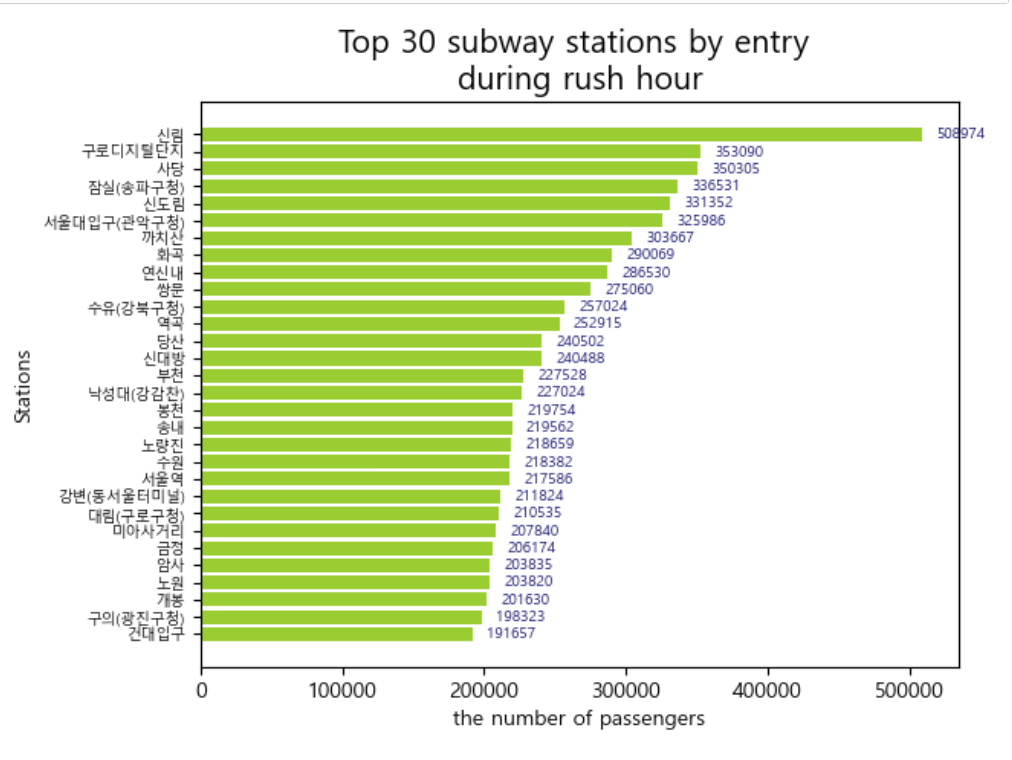 Top 30 subway stations by entry
during rush hour
Stations
신림 508974
구로디지털단지 353090
사당 350305
잠실(송파구청) 336531
신도림 331352
서울대입구(관악구청) 325986
까치산 303667
화곡 290069
연신내 286530
쌍문 275060
수유(강북구청) 257024
역곡 252915
당산 240502
신대방 240488
부천 227528
낙성대(강감찬) 227024
봉천 219754
송내 219562
노량진 218659
수원 218382
서울역 217586
강변(동서울터미널) 211824
대림(구로구청) 210535
미아사거리 207840
금정 206174
암사 203835
노원 203820
개봉 201630
구의(광진구청) 198323
건대입구 191657
0 100000 200000 300000 400000 500000
the number of passengers